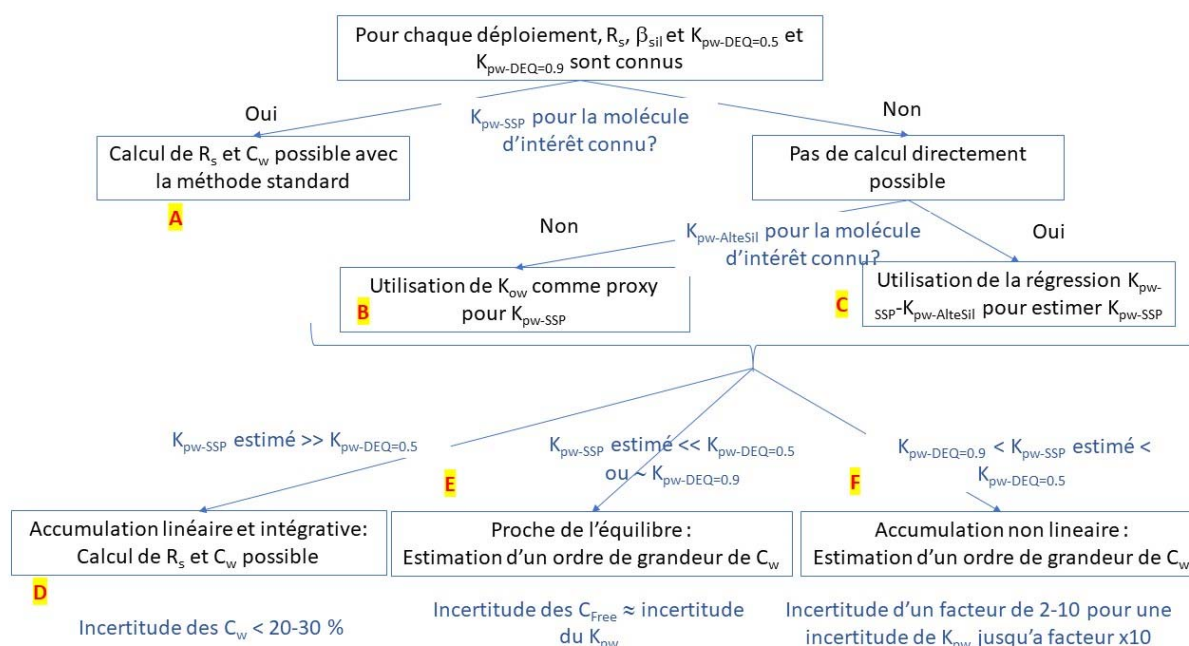 Pour chaque déploiement, Rs, βsil et Kpw-DEQ=0.5 et
Kpw-DEQ=0.9 sont connus
Oui
Kpw-SSP pour la molécule
d'intérêt connu?
Non
Calcul de Rs et Cw possible avec
la méthode standard
Pas de calcul directement
possible
A
Non
Kpw-AlteSil pour la molécule
d'intérêt connu?
Oui
Utilisation de Kow comme proxy
pour Kpw-SSP
B
C
Utilisation de la régression Kpw-
SSP-Kpw-AlteSil pour estimer Kpw-SSP
Kpw-SSP estimé >> Kpw-DEQ=0.5
Kpw-SSP estimé << Kpw-DEQ=0.5
ou ~ Kpw-DEQ=0.9
Kpw-DEQ=0.9 < Kpw-SSP estimé <
Kpw-DEQ=0.5
E
F
Accumulation linéaire et intégrative:
Calcul de Rs et Cw possible
Proche de l'équilibre :
Estimation d'un ordre de grandeur de Cw
Accumulation non lineaire :
Estimation d'un ordre de grandeur de Cw
D
Incertitude des Cw < 20-30 %
Incertitude des CFree ≈ incertitude
du Kpw
Incertitude d'un facteur de 2-10 pour une
incertitude de Kpw jusqu'a facteur x10